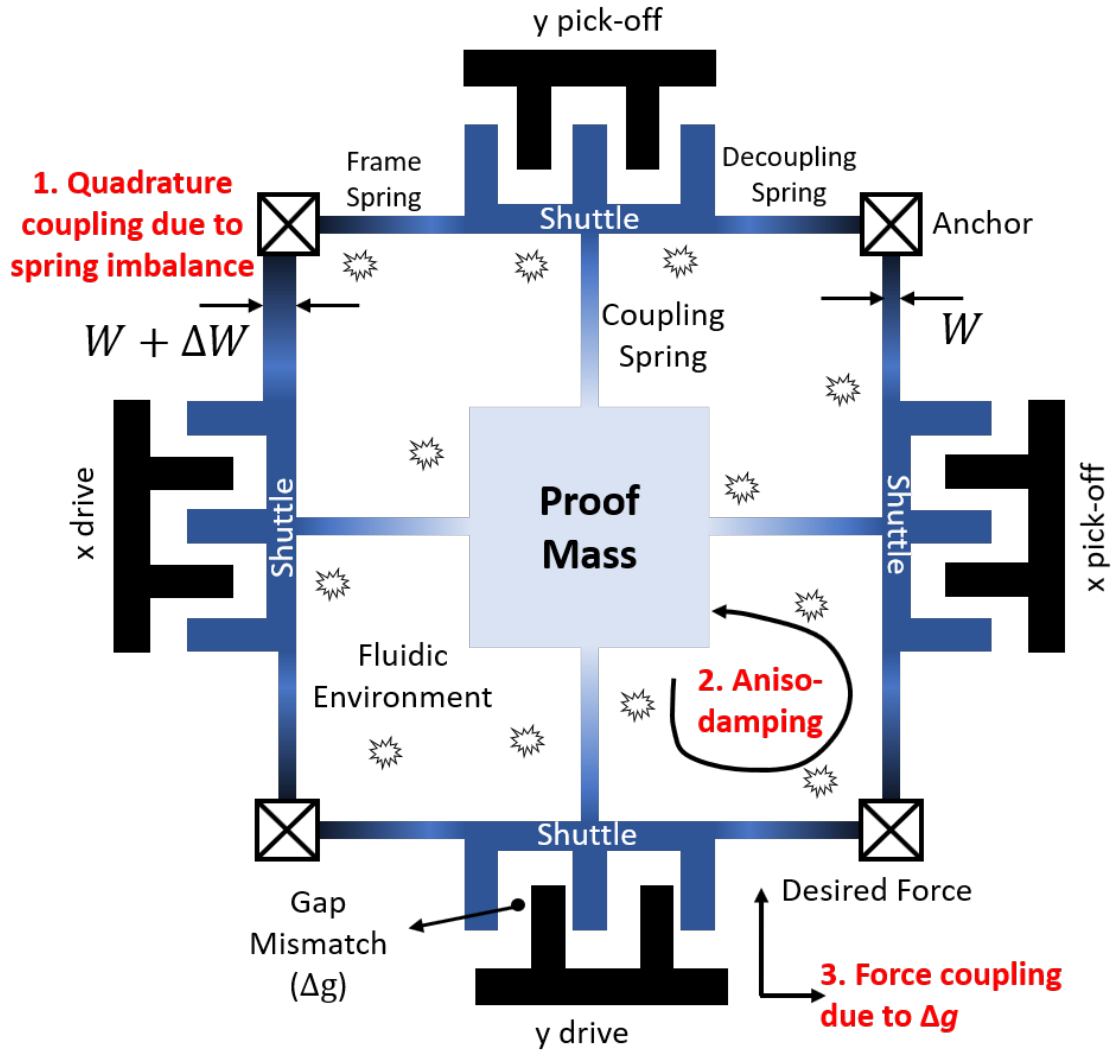 y pick-off
Frame
Spring
Decoupling
Spring
1. Quadrature
coupling due to
spring imbalance
Shuttle
Anchor
W + ΔW
Coupling
Spring
W
x drive
Shuttle
Proof
Mass
Shuttle
x pick-off
Fluidic
Environment
2. Aniso-
damping
Shuttle
Gap
Mismatch
(Δg)
Desired Force
3. Force coupling
due to Δg
y drive